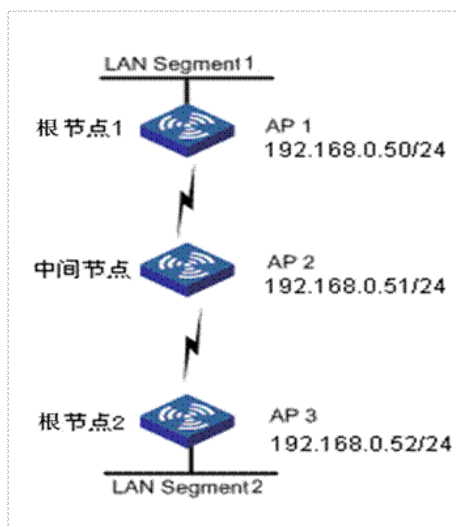 LAN Segment1
根节点1
AP 1
192.168.0.50/24
中间节点
AP 2
192.168.0.51/24
根节点2
AP 3
192.168.0.52/24
LAN Segment2